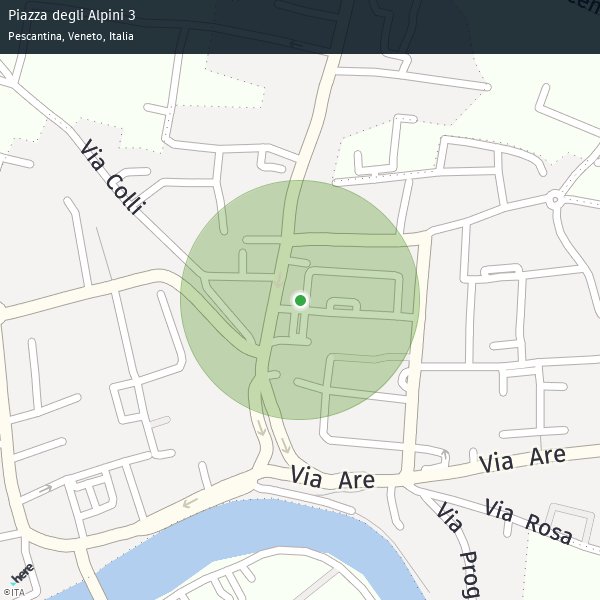 Piazza degli Alpini 3
Pescantina, Veneto, Italia
Via Colli
Via Are
Via Are
Via Rosa
Via Prog
here
©ITA